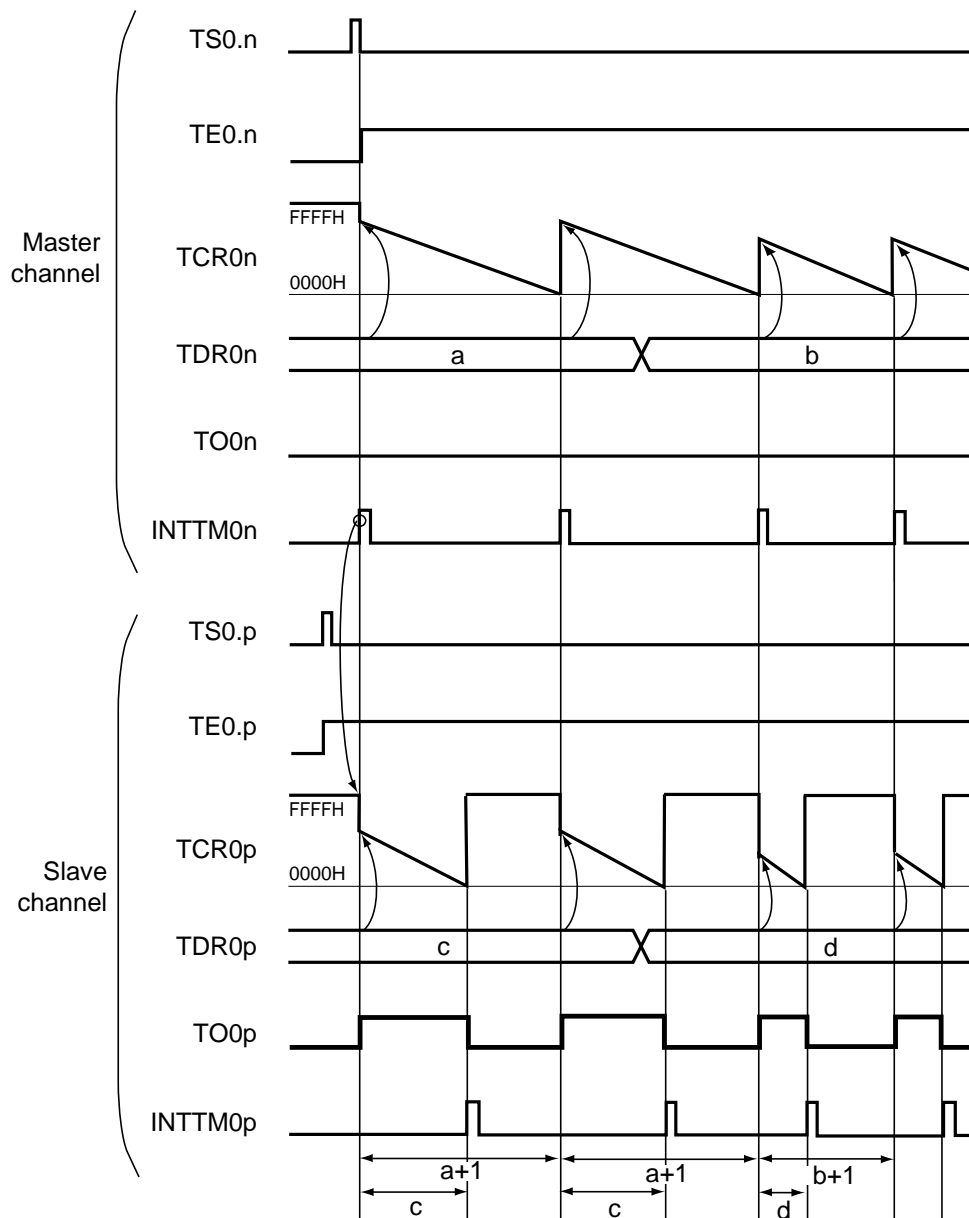 TS0.n
TE0.n
FFFFH
Master
channel
TCR0n
0000H
TDR0n
a
b
TO0n
INTTM0n
TS0.p
TE0.p
FFFFH
TCR0p
0000H
Slave
channel
TDR0p
c
d
TO0p
INTTM0p
a+1
a+1
b+1
c
c
d